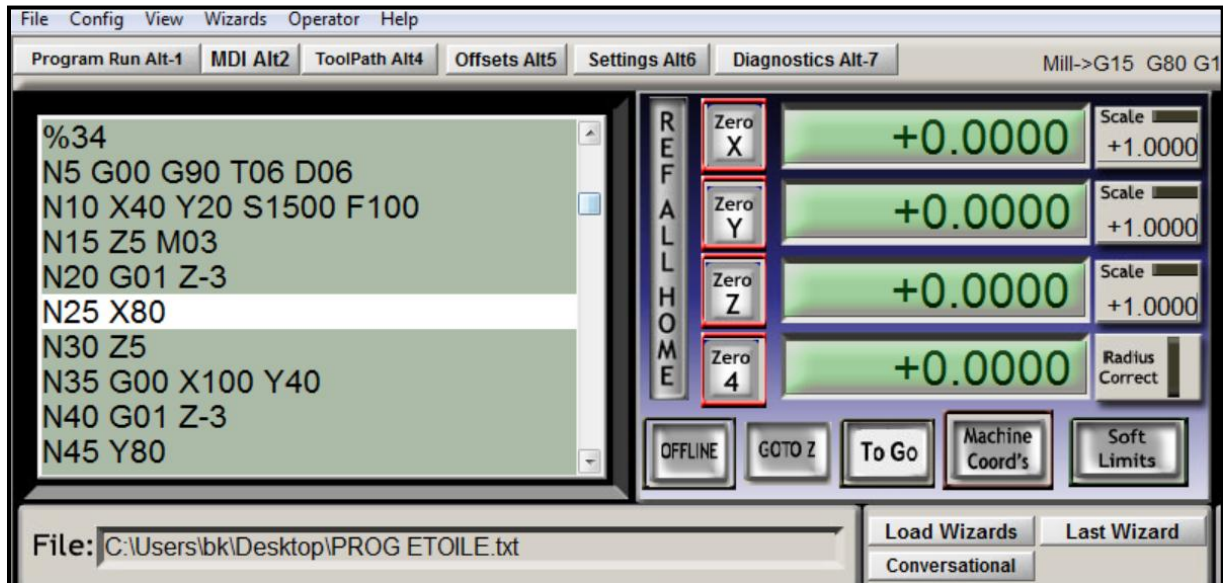 File Config View Wizards Operator Help
Program Run Alt-1 MDI Alt2 ToolPath Alt4 Offsets Alt5 Settings Alt6 Diagnostics Alt-7 Mill->G15 G80 G1
%34
N5 G00 G90 T06 D06
N10 X40 Y20 S1500 F100
N15 Z5 M03
N20 G01 Z-3
N25 X80
N30 Z5
N35 G00 X100 Y40
N40 G01 Z-3
N45 Y80
REF ALL HOME
Zero X +0.0000 Scale +1.0000
Zero Y +0.0000 Scale +1.0000
Zero Z +0.0000 Scale +1.0000
Zero 4 +0.0000 Radius Correct
OFFLINE GOTO Z To Go Machine Coord's Soft Limits
File: C:\Users\bk\Desktop\PROG ETOILE.txt
Load Wizards Last Wizard
Conversational